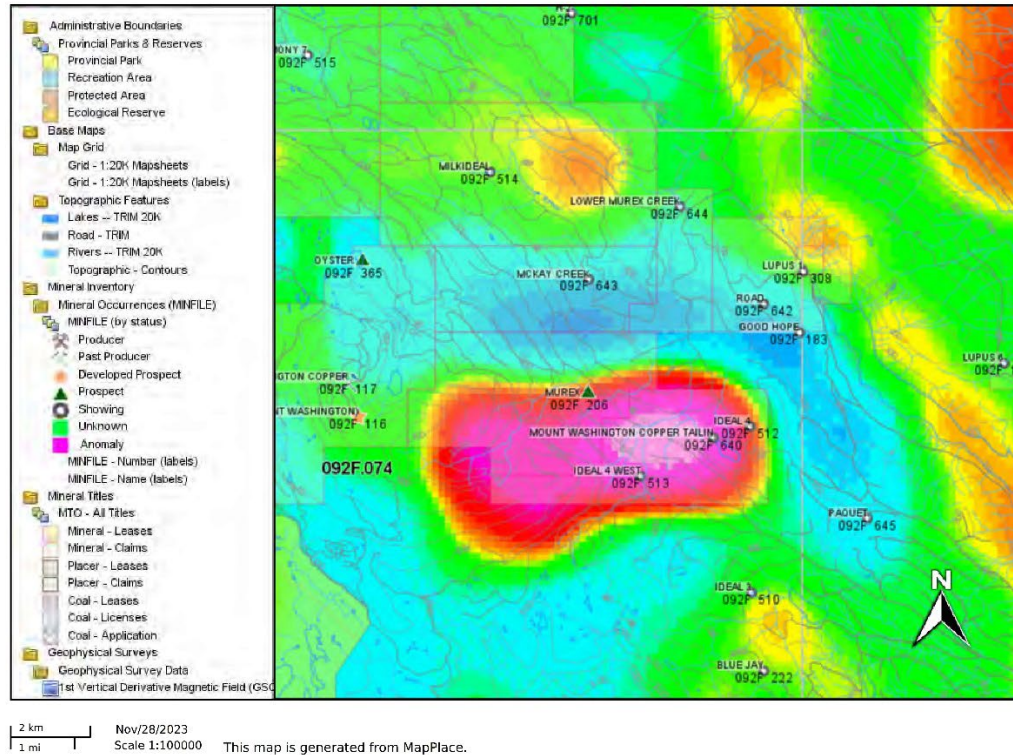 Administrative Boundaries
Provincial Parks & Reserves
Provincial Park
Recreation Area
Protected Area
Ecological Reserve
Base Maps
Map Grid
Grid - 1:20K Mapsheets
Grid - 1:20K Mapsheets (labels)
Topographic Features
Lakes -- TRIM 20K
Road - TRIM
Rivers -- TRIM 20K
Topographic - Contours
Mineral Inventory
Mineral Occurrences (MINFILE)
MINFILE (by status)
Producer
Past Producer
Developed Prospect
Prospect
Showing
Unknown
Anomaly
MINFILE - Number (labels)
MINFILE - Name (labels)
Mineral Titles
MTO - All Titles
Mineral - Leases
Mineral - Claims
Placer - Leases
Placer - Claims
Coal - Leases
Coal - Licenses
Coal - Application
Geophysical Surveys
Geophysical Survey Data
1st Vertical Derivative Magnetic Field (GSC
092F 701
ONY 7
092F 515
MILKIDEAL
092F 514
LOWER MUREX CREEK
092F 644
OYSTER
092F 365
MCKAY CREEK
092F 643
LUPUS 1
092F 308
ROAD
092F 642
GOOD HOPE
092F 183
LUPUS 6
092F
NGTON COPPER
092F 117
NT WASHINGTON)
092F 116
MUREX
092F 206
IDEAL 4
092F 512
MOUNT WASHINGTON COPPER TAILIN
092F 640
092F.074
IDEAL 4 WEST
092F 513
PAQUET
092F 645
IDEAL 3
092F 510
BLUE JAY
092F 222
N
2 km
1 mi
Nov/28/2023
Scale 1:100000
This map is generated from MapPlace.